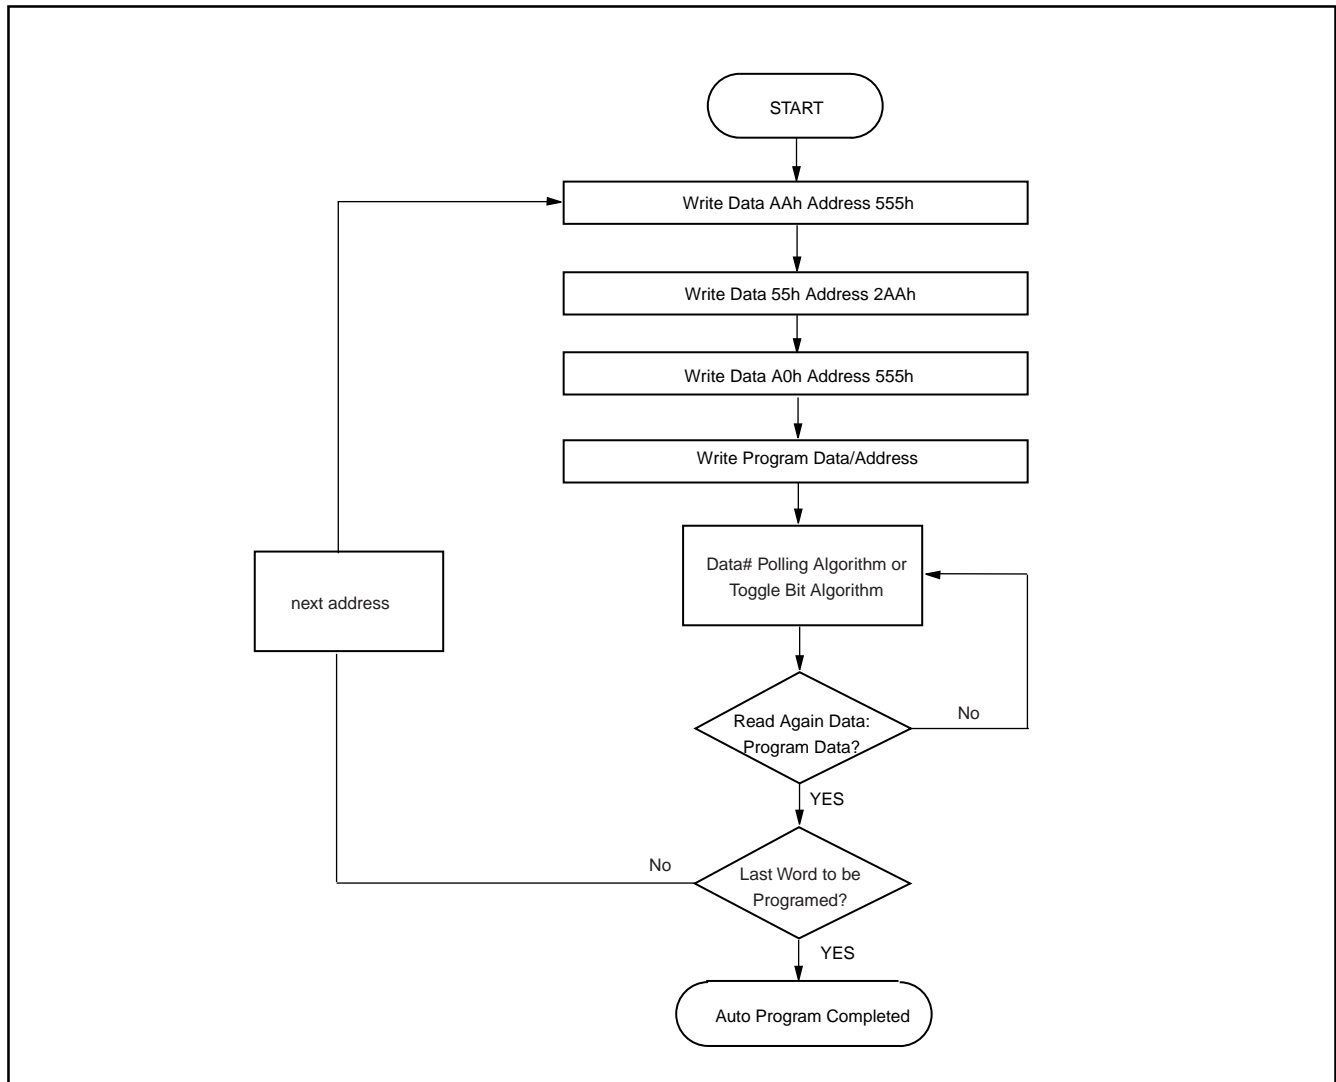 START
Write Data AAh Address 555h
Write Data 55h Address 2AAh
Write Data A0h Address 555h
Write Program Data/Address
Data# Polling Algorithm or
Toggle Bit Algorithm
next address
Read Again Data:
Program Data?
No
YES
No
Last Word to be
Programed?
YES
Auto Program Completed